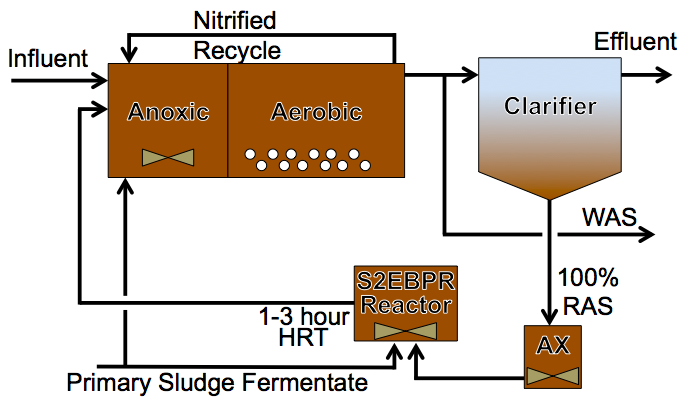 Nitrified
Recycle
Influent
Effluent
Anoxic
Aerobic
Clarifier
WAS
S2EBPR
Reactor
100%
RAS
1-3 hour
HRT
AX
Primary Sludge Fermentate